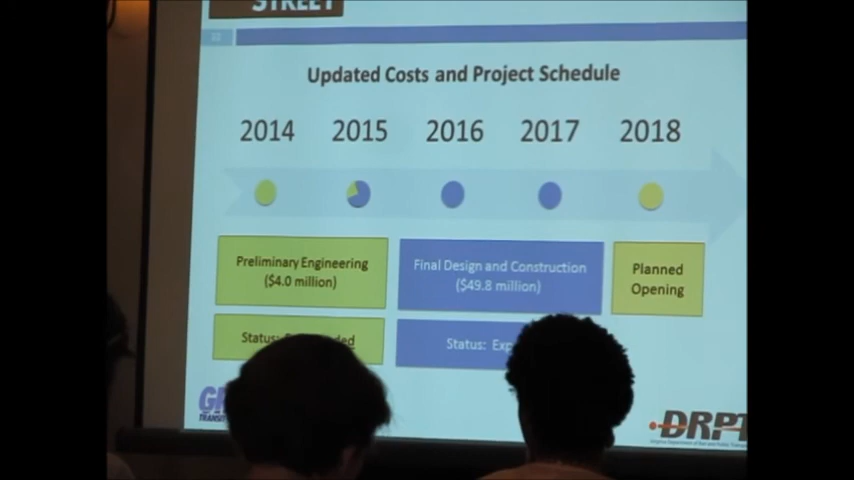 STREET
12
Updated Costs and Project Schedule
2014 2015 2016 2017 2018
Preliminary Engineering
($4.0 million)
Final Design and Construction
($49.8 million)
Planned
Opening
Status:
Status:
DRPT